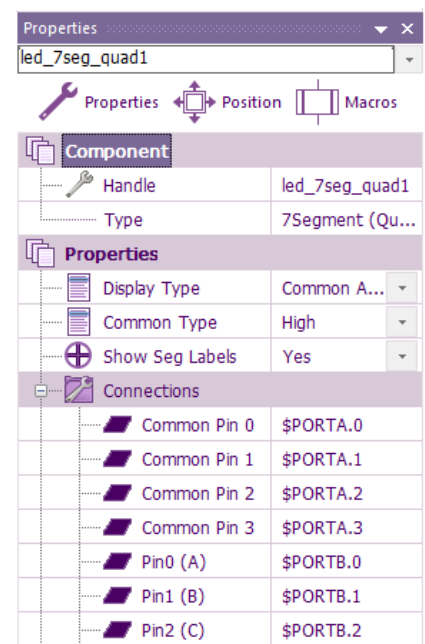 Properties
led_7seg_quad1
Properties Position Macros
Component
Handle led_7seg_quad1
Type 7Segment (Qu...
Properties
Display Type Common A...
Common Type High
Show Seg Labels Yes
Connections
Common Pin 0 $PORTA.0
Common Pin 1 $PORTA.1
Common Pin 2 $PORTA.2
Common Pin 3 $PORTA.3
Pin0 (A) $PORTB.0
Pin1 (B) $PORTB.1
Pin2 (C) $PORTB.2